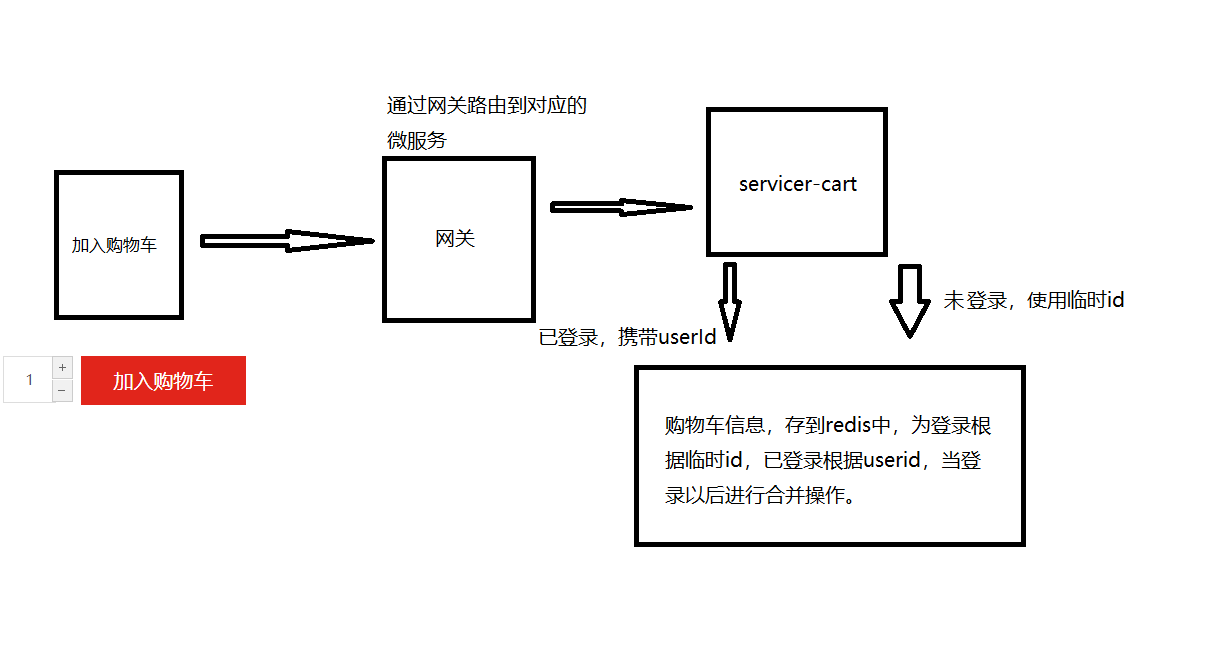 通过网关路由到对应的
微服务
加入购物车
网关
servicer-cart
已登录，携带userId
未登录，使用临时id
1
+
−
加入购物车
购物车信息，存到redis中，为登录根
据临时id，已登录根据userid，当登
录以后进行合并操作。